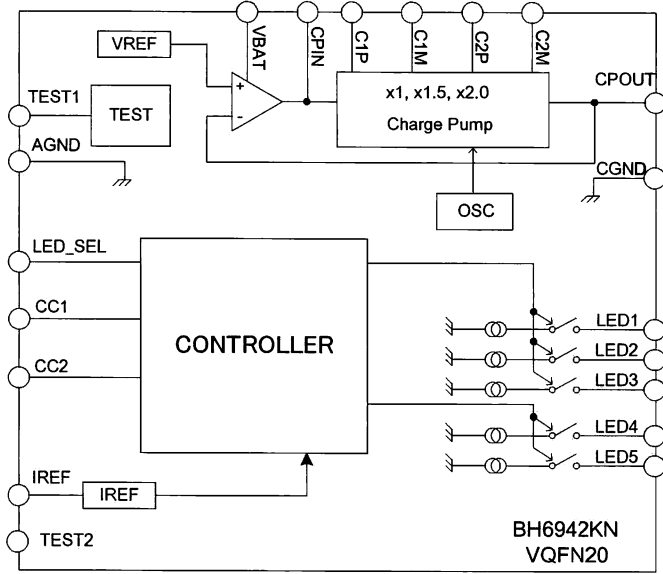 VBAT
CPIN
C1P
C1M
C2P
C2M
VREF
CPOUT
TEST1
TEST
+
-
x1, x1.5, x2.0
Charge Pump
AGND
CGND
OSC
LED_SEL
CC1
CC2
CONTROLLER
LED1
LED2
LED3
LED4
LED5
IREF
IREF
TEST2
BH6942KN
VQFN20